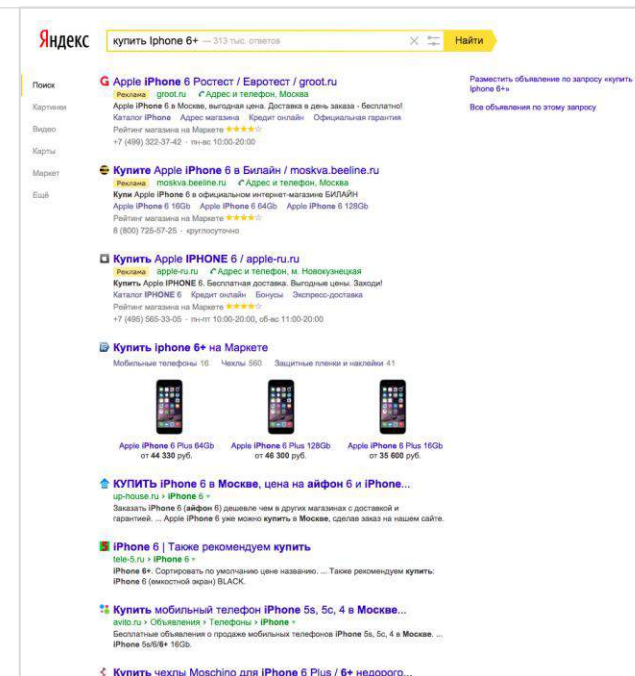 Яндекс
купить Iphone 6+ — 313 тыс. ответов
Найти
Поиск
Картинки
Видео
Карты
Маркет
Ещё
Apple iPhone 6 Ростест / Евротест / groot.ru
Реклама groot.ru Адрес и телефон, Москва
Apple iPhone 6 в Москве, выгодная цена. Доставка в день заказа - бесплатно!
Каталог iPhone Адрес магазина Кредит онлайн Официальная гарантия
Рейтинг магазина на Маркете ★★★★☆
+7 (499) 322-37-42 · пн-вс 10:00-20:00
Купите Apple iPhone 6 в Билайн / moskva.beeline.ru
Реклама moskva.beeline.ru Адрес и телефон, Москва
Купи Apple iPhone 6 в официальном интернет-магазине БИЛАЙН
Apple iPhone 6 16Gb Apple iPhone 6 64Gb Apple iPhone 6 128Gb
Рейтинг магазина на Маркете ★★★★☆
8 (800) 725-57-25 · круглосуточно
Купить Apple IPHONE 6 / apple-ru.ru
Реклама apple-ru.ru Адрес и телефон, м. Новокузнецкая
Купить Apple IPHONE 6. Бесплатная доставка. Выгодные цены. Заходи!
Каталог IPHONE 6 Кредит онлайн Бонусы Экспресс-доставка
Рейтинг магазина на Маркете ★★★★☆
+7 (495) 565-33-05 · пн-пт 10:00-20:00, сб-вс 11:00-20:00
Купить iphone 6+ на Маркете
Мобильные телефоны 16 Чехлы 560 Защитные пленки и наклейки 41
Apple iPhone 6 Plus 64Gb Apple iPhone 6 Plus 128Gb Apple iPhone 6 Plus 16Gb
от 44 330 руб. от 46 300 руб. от 35 600 руб.
КУПИТЬ iPhone 6 в Москве, цена на айфон 6 и iPhone...
up-house.ru › iPhone 6
Заказать iPhone 6 (айфон 6) дешевле чем в других магазинах с доставкой и
гарантией. ... Apple iPhone 6 уже можно купить в Москве, сделав заказ на нашем сайте.
iPhone 6 | Также рекомендуем купить
tele-5.ru › iPhone 6
iPhone 6+. Сортировать по умолчанию цене названию. ... Также рекомендуем купить:
iPhone 6 (емкостной экран) BLACK.
Купить мобильный телефон iPhone 5s, 5c, 4 в Москве...
avito.ru › Объявления › Телефоны › iPhone
Бесплатные объявления о продаже мобильных телефонов iPhone 5s, 5c, 4 в Москве. ...
iPhone 5s/6/6+ 16Gb.
Купить чехлы Moschino для iPhone 6 Plus / 6+ недорого...
Разместить объявление по запросу «купить
Iphone 6+»
Все объявления по этому запросу